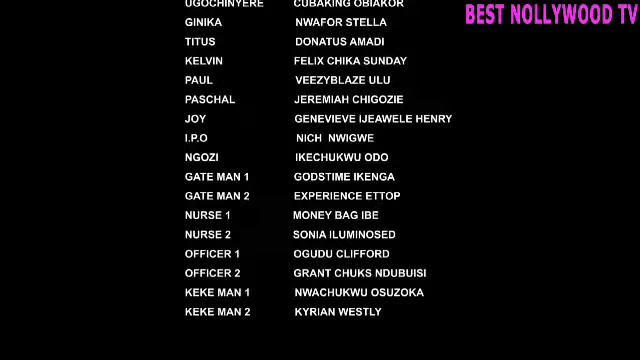 BEST NOLLYWOOD TV
UGOCHINYERE CUBAKING OBIAKOR
GINIKA NWAFOR STELLA
TITUS DONATUS AMADI
KELVIN FELIX CHIKA SUNDAY
PAUL VEEZYBLAZE ULU
PASCHAL JEREMIAH CHIGOZIE
JOY GENEVIEVE IJEAWELE HENRY
I.P.O NICH NWIGWE
NGOZI IKECHUKWU ODO
GATE MAN 1 GODSTIME IKENGA
GATE MAN 2 EXPERIENCE ETTOP
NURSE 1 MONEY BAG IBE
NURSE 2 SONIA ILUMINOSED
OFFICER 1 OGUDU CLIFFORD
OFFICER 2 GRANT CHUKS NDUBUISI
KEKE MAN 1 NWACHUKWU OSUZOKA
KEKE MAN 2 KYRIAN WESTLY